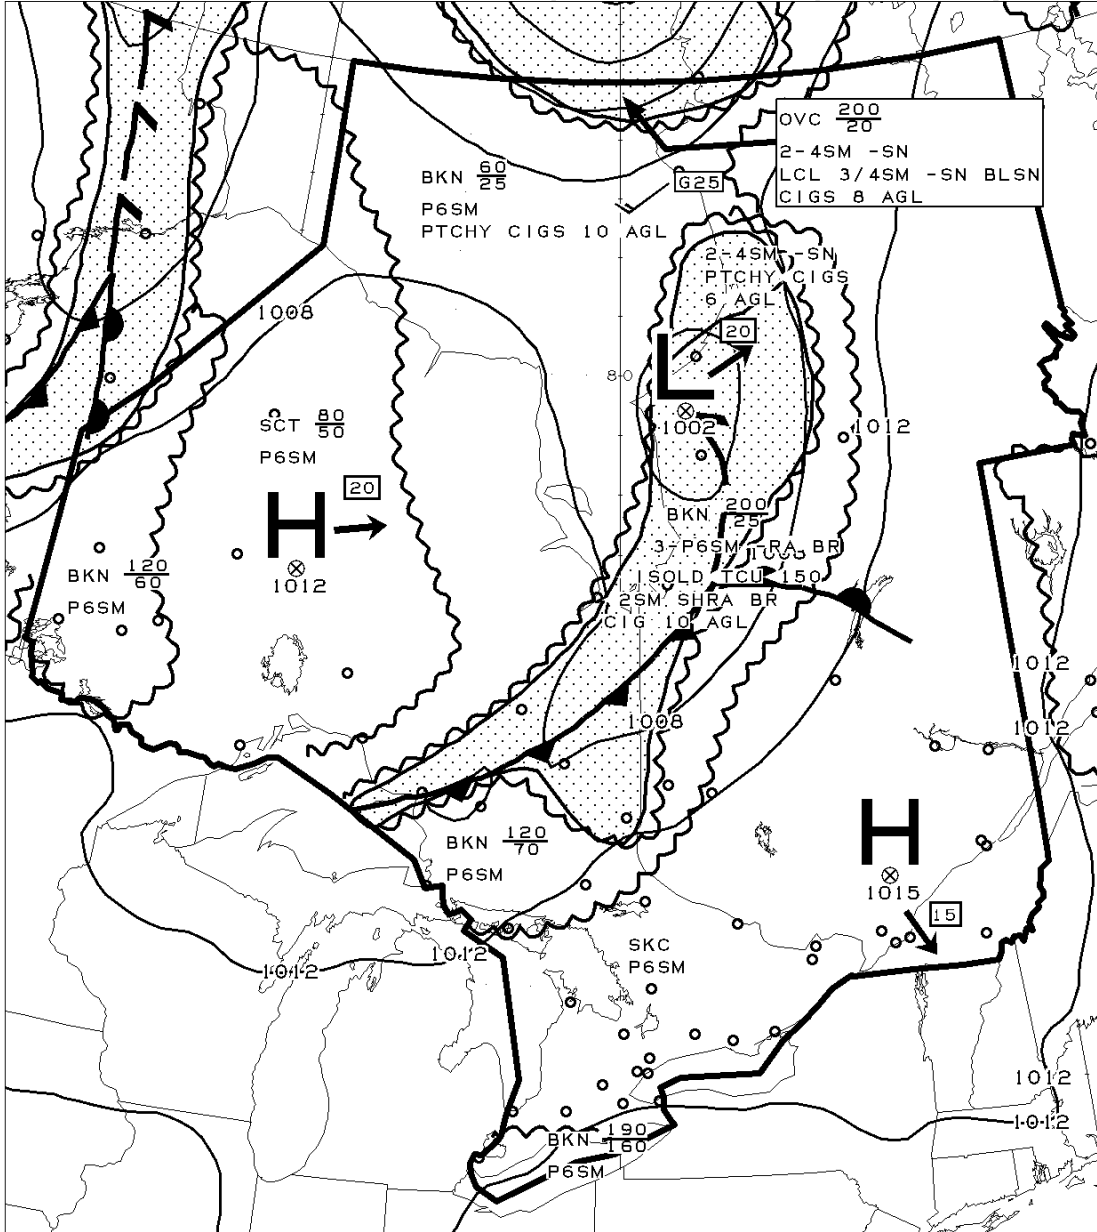 OVC 200
20
2-4SM -SN
LCL 3/4SM -SN BLSN
CIGS 8 AGL
BKN 60
25
P6SM
PTCHY CIGS 10 AGL
G25
2-4SM -SN
PTCHY CIGS
6 AGL
1008
20
80
L
1002
1012
SCT 80
50
P6SM
20
H
1012
BKN 120
60
P6SM
BKN 200
25
3-P6SM -RA BR
ISOLD TCU 150
2SM SHRA BR
CIG 10 AGL
1012
1008
1012
H
1015
BKN 120
70
P6SM
15
SKC
P6SM
1012
1012
1012
1012
BKN 190
160
P6SM